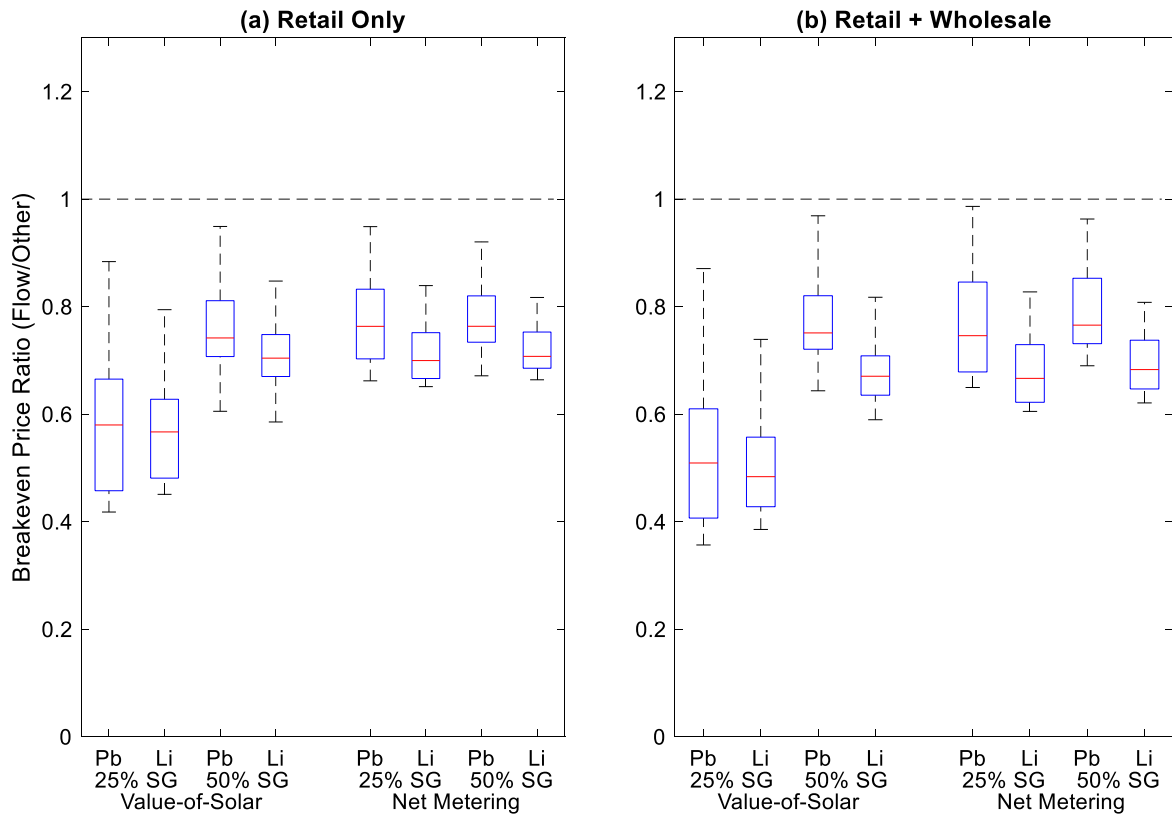 (a) Retail Only
(b) Retail + Wholesale
Breakeven Price Ratio (Flow/Other)
1.2
1
0.8
0.6
0.4
0.2
0
Pb Li Pb Li Pb Li Pb Li
25% SG 50% SG 25% SG 50% SG
Value-of-Solar Net Metering
1.2
1
0.8
0.6
0.4
0.2
0
Pb Li Pb Li Pb Li Pb Li
25% SG 50% SG 25% SG 50% SG
Value-of-Solar Net Metering